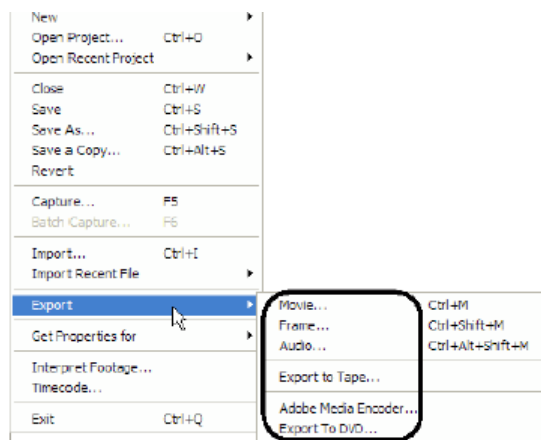 New
Open Project... Ctrl+O
Open Recent Project
Close Ctrl+W
Save Ctrl+S
Save As... Ctrl+Shift+S
Save a Copy... Ctrl+Alt+S
Revert
Capture... F5
Batch Capture... F6
Import... Ctrl+I
Import Recent File
Export
Get Properties for
Interpret Footage...
Timecode...
Exit Ctrl+Q
Movie... Ctrl+M
Frame... Ctrl+Shift+M
Audio... Ctrl+Alt+Shift+M
Export to Tape...
Adobe Media Encoder...
Export To DVD...